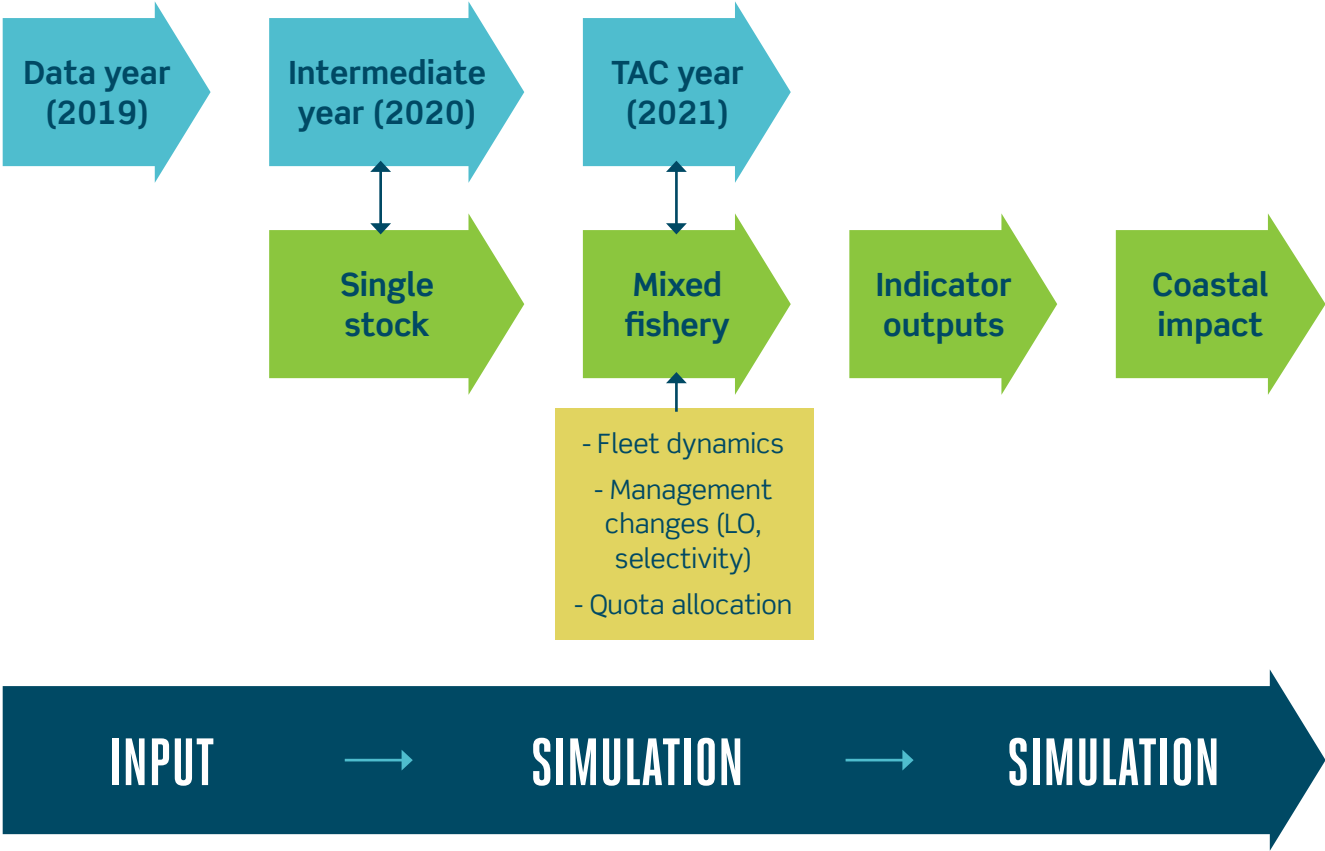 Data year
(2019)
Intermediate
year (2020)
TAC year
(2021)
Single
stock
Mixed
fishery
Indicator
outputs
Coastal
impact
- Fleet dynamics
- Management
changes (LO,
selectivity)
- Quota allocation
INPUT
SIMULATION
SIMULATION